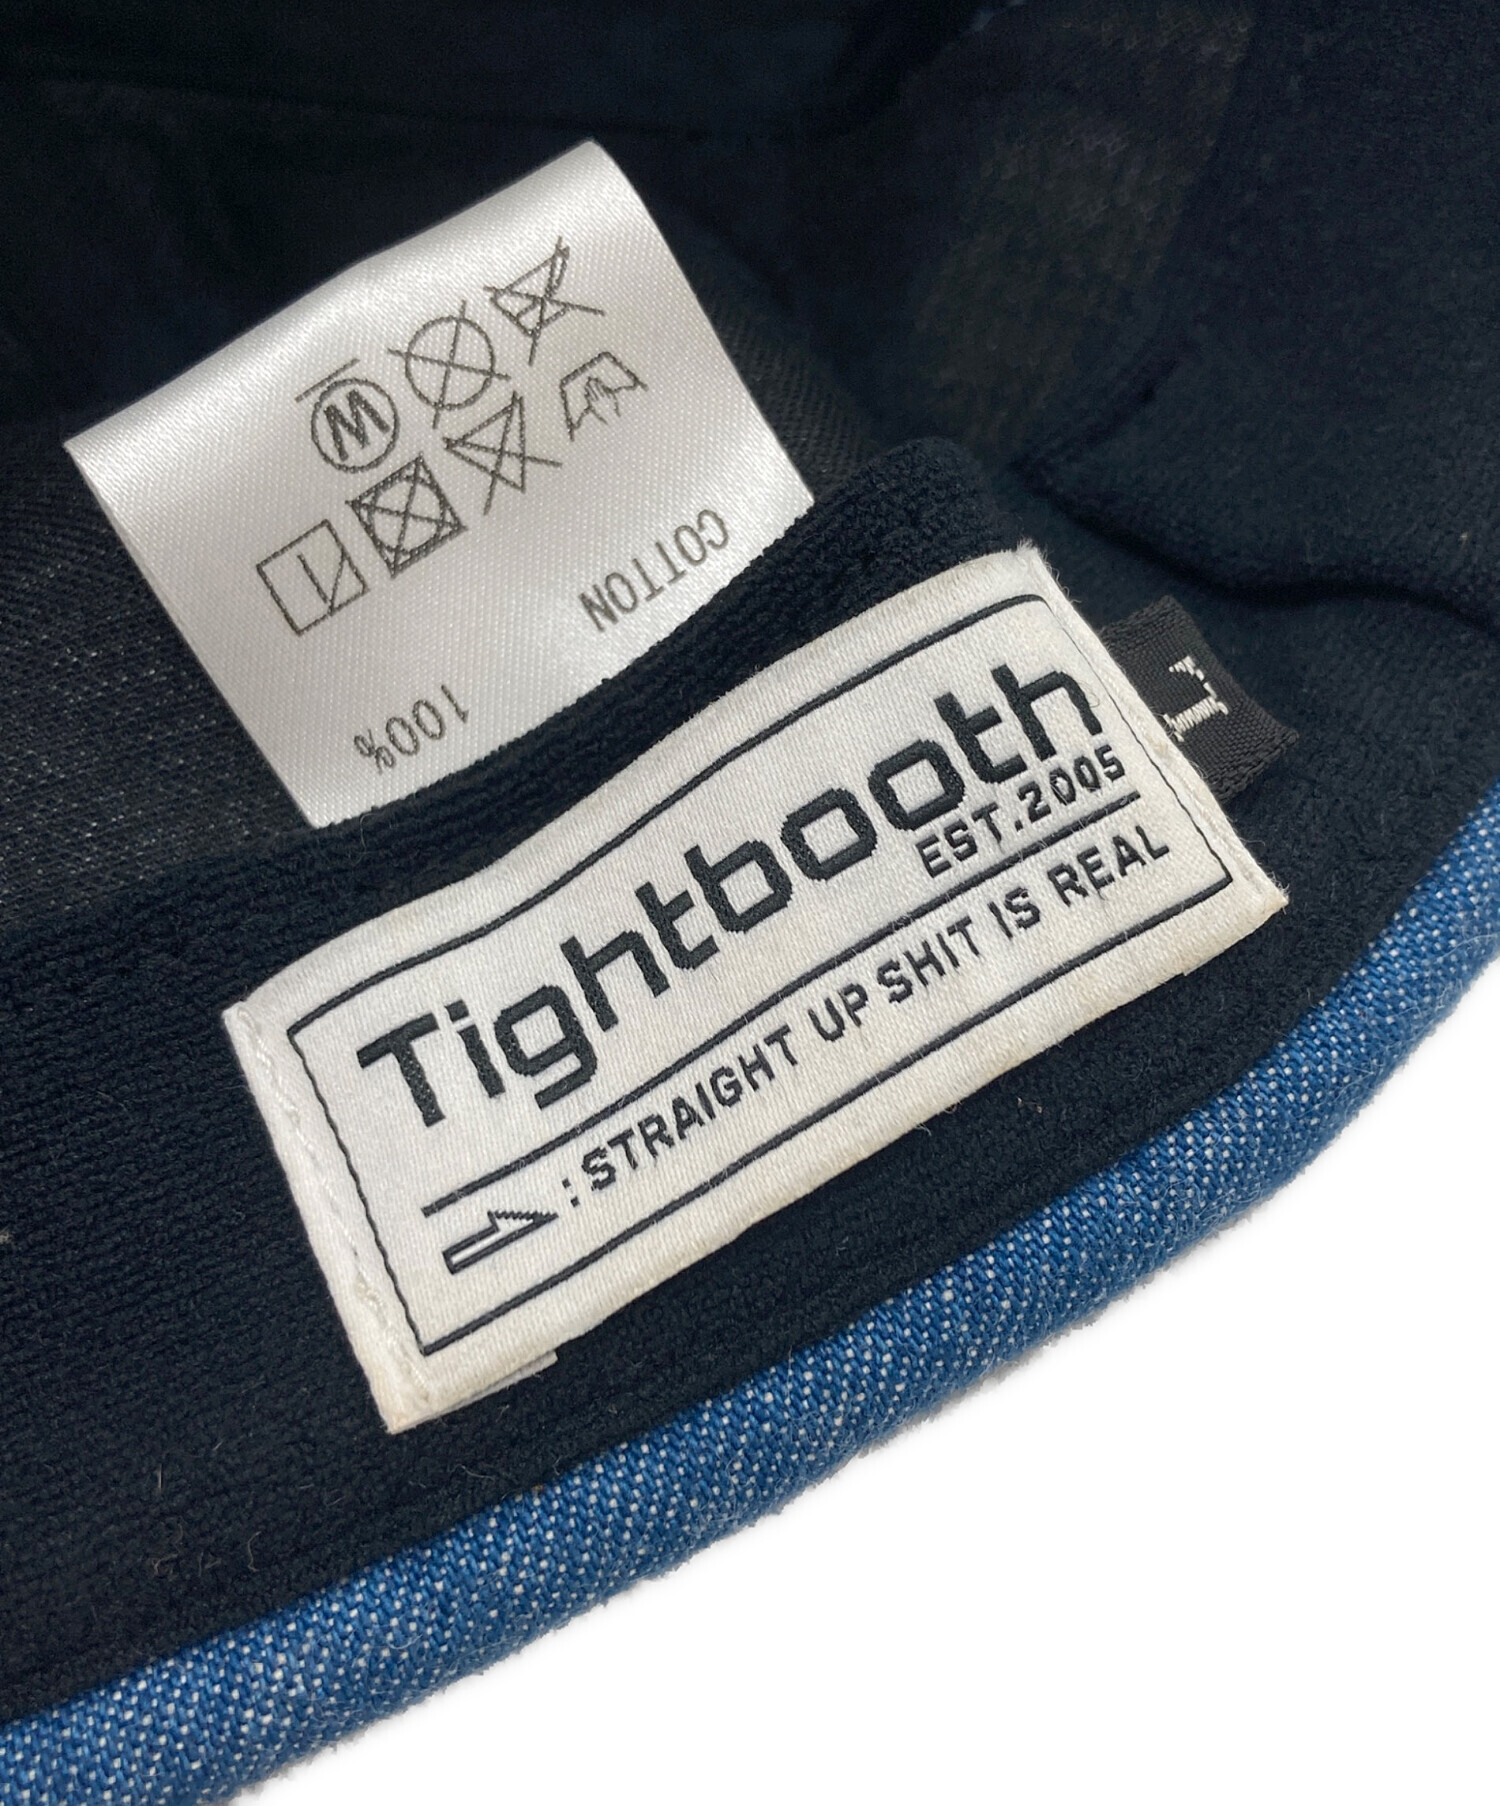 COTTON
100%
W
Tightbooth
EST.2005
: STRAIGHT UP SHIT IS REAL
L